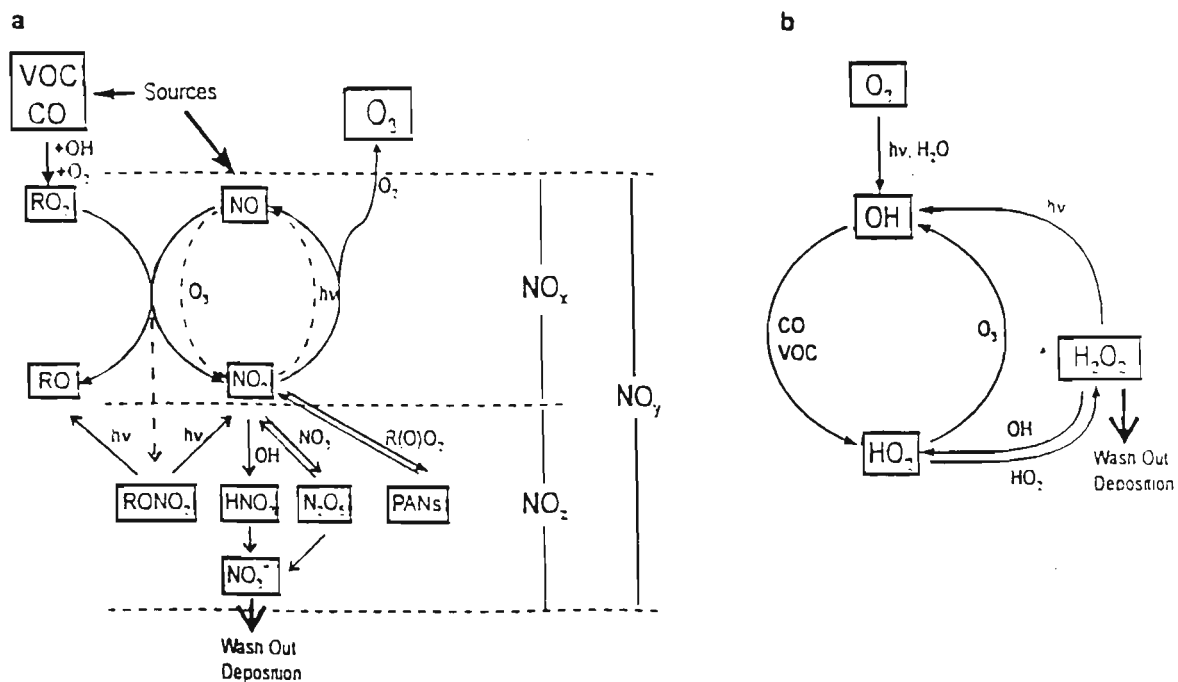 a
VOC
CO
Sources
O₃
+OH
+O₂
RO₂
NO
O₂
O₃
hν
NOₓ
RO
NO₂
NOᵧ
hν
hν
OH
NO₃
R(O)O₂
RONO₂
HNO₃
N₂O₅
PANs
NO_z
NO₃⁻
Wash Out
Deposition
b
O₃
hν, H₂O
OH
hν
CO
VOC
O₃
H₂O₂
HO₂
OH
HO₂
Wash Out
Deposition